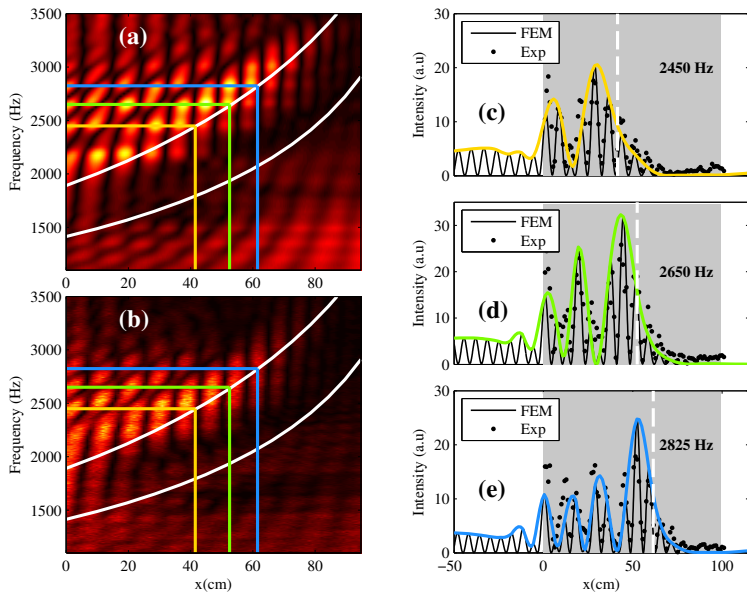 (a)
Frequency (Hz)
3500
3000
2500
2000
1500
0
20
40
60
80
(b)
Frequency (Hz)
3500
3000
2500
2000
1500
0
20
40
60
80
x(cm)
(c)
Intensity (a.u)
30
20
10
0
FEM
Exp
2450 Hz
(d)
Intensity (a.u)
30
20
10
0
FEM
Exp
2650 Hz
(e)
Intensity (a.u)
30
20
10
0
FEM
Exp
2825 Hz
−50
0
50
100
x(cm)